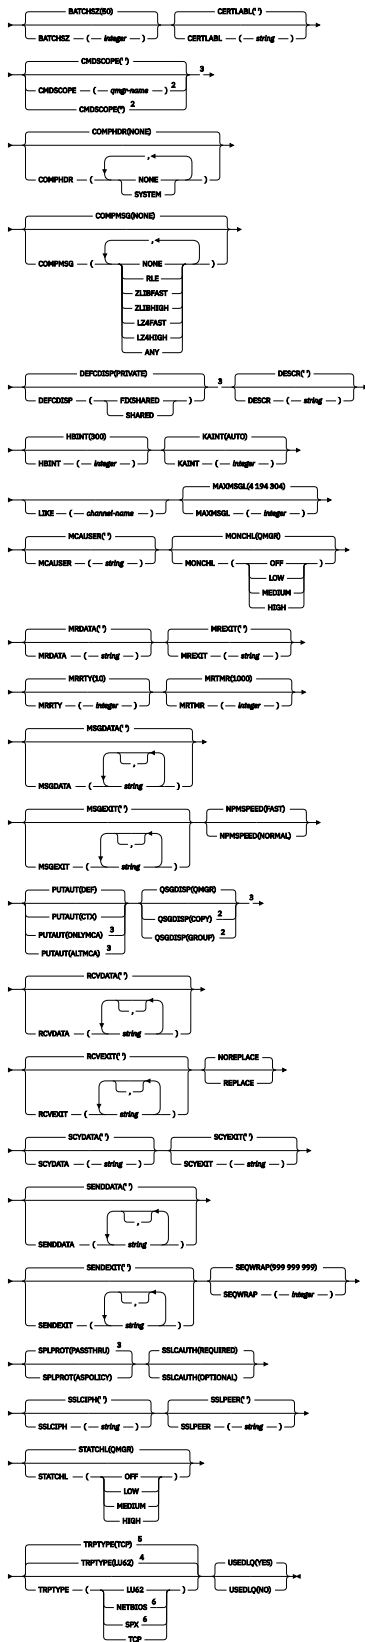 BATCHSZ(50) CERTLABL(' ')
BATCHSZ ( integer ) CERTLABL ( string )
CMDSCOPE(' ') 3
CMDSCOPE ( qmgr-name ) 2
CMDSCOPE(*) 2
COMPHDR(NONE)
,
COMPHDR ( NONE )
SYSTEM
COMPMSG(NONE)
,
COMPMSG ( NONE )
RLE
ZLIBFAST
ZLIBHIGH
LZ4FAST
LZ4HIGH
ANY
DEFCDISP(PRIVATE) 3 DESCR(' ')
DEFCDISP ( FIXSHARED ) DESCR ( string )
SHARED
HBINT(300) KAINT(AUTO)
HBINT ( integer ) KAINT ( integer )
MAXMSGL(4 194 304)
LIKE ( channel-name ) MAXMSGL ( integer )
MCAUSER(' ') MONCHL(QMGR)
MCAUSER ( string ) MONCHL ( OFF )
LOW
MEDIUM
HIGH
MRDATA(' ') MREXIT(' ')
MRDATA ( string ) MREXIT ( string )
MRRTY(10) MRTMR(1000)
MRRTY ( integer ) MRTMR ( integer )
MSGDATA(' ')
,
MSGDATA ( string )
MSGEXIT(' ') NPMSPEED(FAST)
, NPMSPEED(NORMAL)
MSGEXIT ( string )
PUTAUT(DEF) QSGDISP(QMGR) 3
PUTAUT(CTX) QSGDISP(COPY) 2
PUTAUT(ONLYMCA) 3 QSGDISP(GROUP) 2
PUTAUT(ALTMCA) 3
RCVDATA(' ')
,
RCVDATA ( string )
RCVEXIT(' ') NOREPLACE
, REPLACE
RCVEXIT ( string )
SCYDATA(' ') SCYEXIT(' ')
SCYDATA ( string ) SCYEXIT ( string )
SENDDATA(' ')
,
SENDDATA ( string )
SENDEXIT(' ') SEQWRAP(999 999 999)
, SEQWRAP ( integer )
SENDEXIT ( string )
SPLPROT(PASSTHRU) 3 SSLCAUTH(REQUIRED)
SPLPROT(ASPOLICY) SSLCAUTH(OPTIONAL)
SSLCIPH(' ') SSLPEER(' ')
SSLCIPH ( string ) SSLPEER ( string )
STATCHL(QMGR)
STATCHL ( OFF )
LOW
MEDIUM
HIGH
TRPTYPE(TCP) 5
TRPTYPE(LU62) 4 USEDLQ(YES)
TRPTYPE ( LU62 ) USEDLQ(NO)
NETBIOS 6
SPX 6
TCP